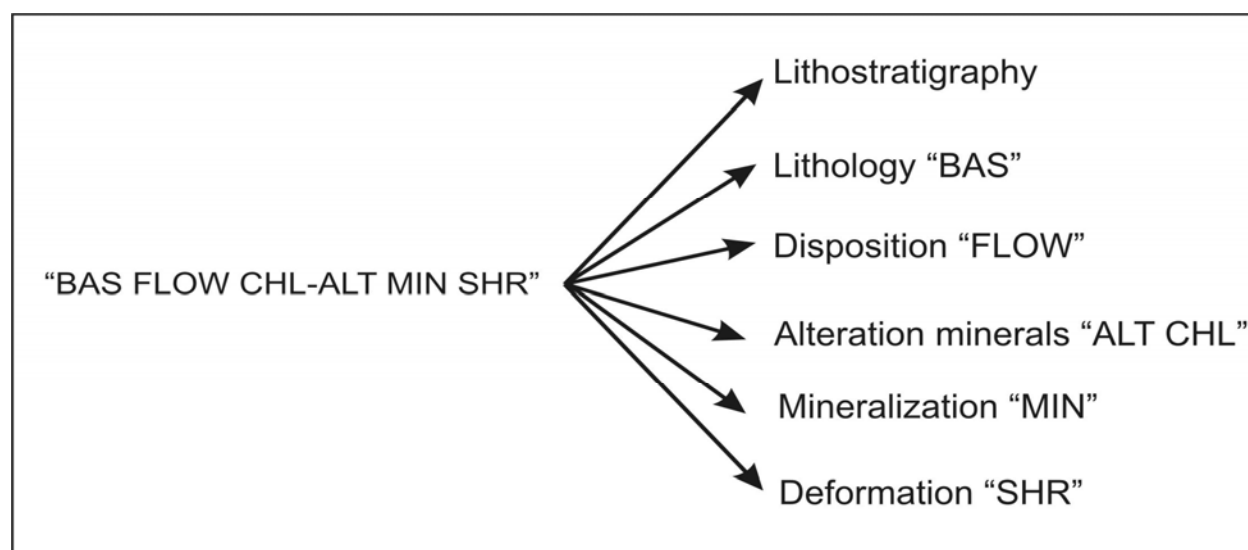 Lithostratigraphy
Lithology “BAS”
Disposition “FLOW”
“BAS FLOW CHL-ALT MIN SHR”
Alteration minerals “ALT CHL”
Mineralization “MIN”
Deformation “SHR”